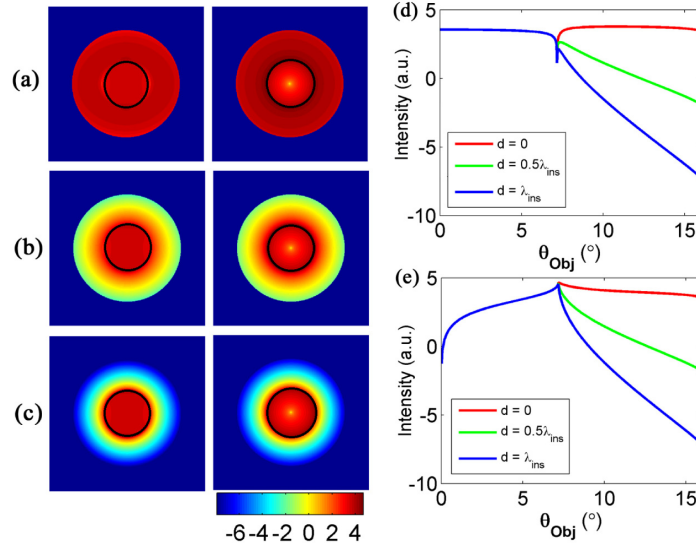 (a)
(b)
(c)
-6 -4 -2 0 2 4
(d)
5
0
-5
-10
Intensity (a.u.)
d = 0
d = 0.5λins
d = λins
0 5 10 15
θObj (°)
(e)
5
0
-5
-10
Intensity (a.u.)
d = 0
d = 0.5λins
d = λins
0 5 10 15
θObj (°)